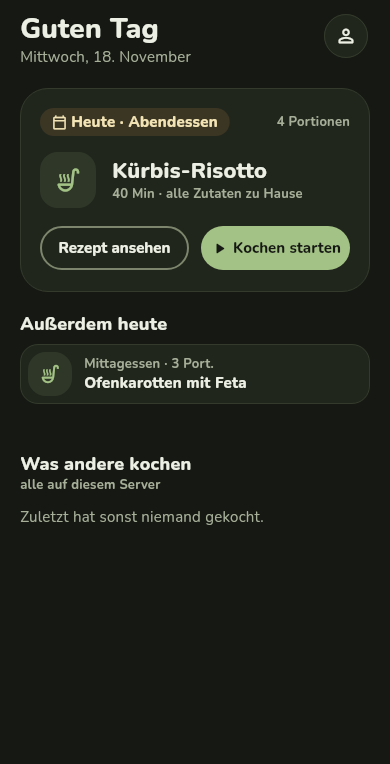 Guten Tag
Mittwoch, 18. November
Heute · Abendessen
4 Portionen
Kürbis-Risotto
40 Min · alle Zutaten zu Hause
Rezept ansehen
Kochen starten
Außerdem heute
Mittagessen · 3 Port.
Ofenkarotten mit Feta
Was andere kochen
alle auf diesem Server
Zuletzt hat sonst niemand gekocht.